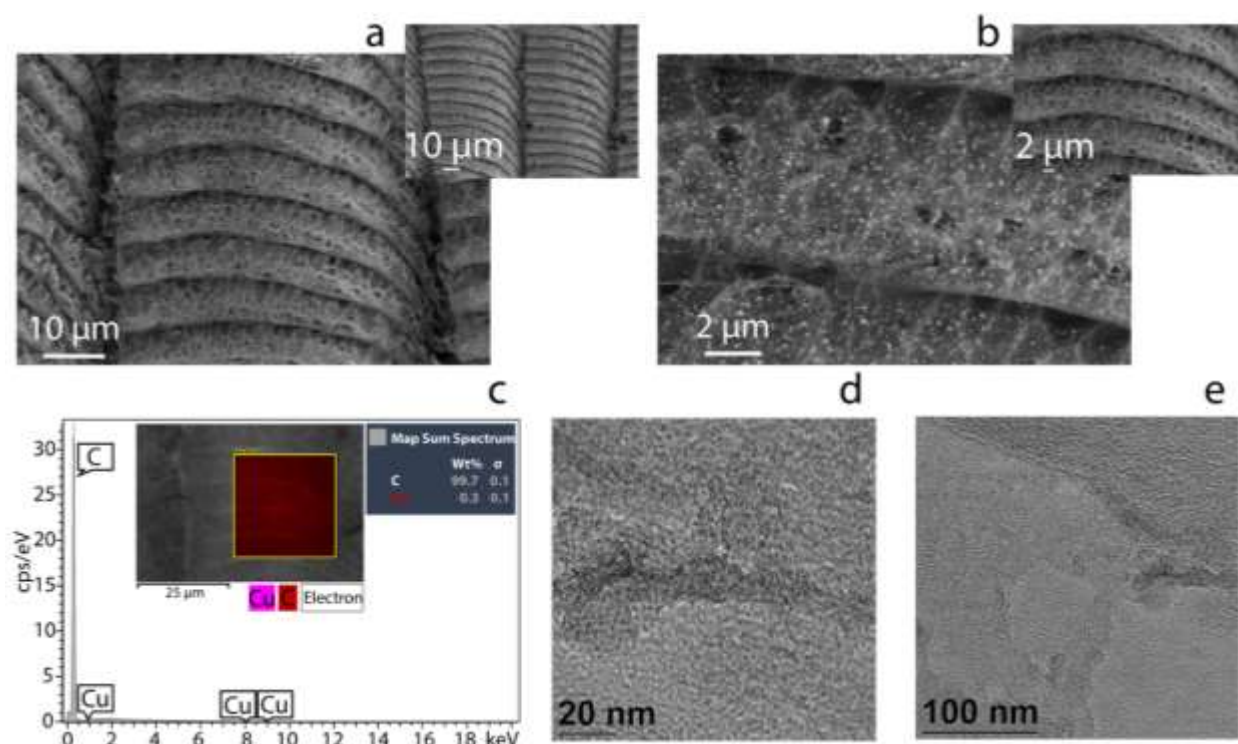 a
10 µm
10 µm
b
2 µm
2 µm
c
30
25
20
15
10
5
0
cps/eV
C
Cu
Cu
Cu
Map Sum Spectrum
Wt% σ
C 99.7 0.1
0.3 0.1
25 µm
Cu C Electron
0 2 4 6 8 10 12 14 16 18 keV
d
20 nm
e
100 nm